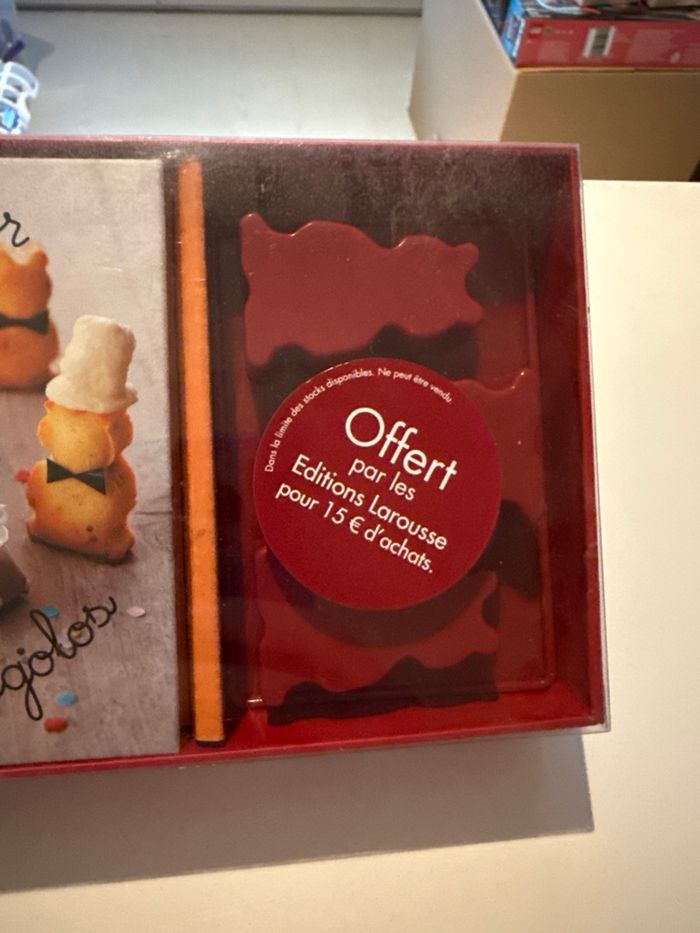 Dans la limite des stocks disponibles. Ne peut être vendu.
Offert
par les
Editions Larousse
pour 15 € d'achats.